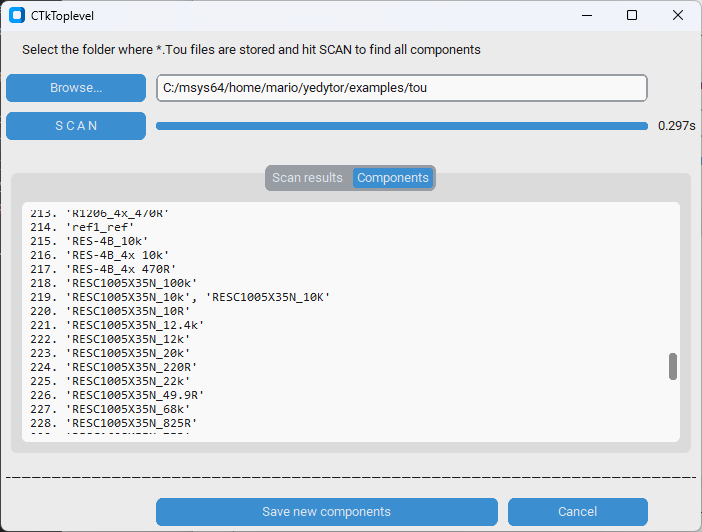 CTkToplevel
Select the folder where *.Tou files are stored and hit SCAN to find all components
Browse... C:/msys64/home/mario/yedytor/examples/tou
S C A N 0.297s
Scan results Components
213. 'R1206_4x_470R'
214. 'ref1_ref'
215. 'RES-4B_10k'
216. 'RES-4B_4x 10k'
217. 'RES-4B_4x 470R'
218. 'RESC1005X35N_100k'
219. 'RESC1005X35N_10k', 'RESC1005X35N_10K'
220. 'RESC1005X35N_10R'
221. 'RESC1005X35N_12.4k'
222. 'RESC1005X35N_12k'
223. 'RESC1005X35N_20k'
224. 'RESC1005X35N_220R'
225. 'RESC1005X35N_22k'
226. 'RESC1005X35N_49.9R'
227. 'RESC1005X35N_68k'
228. 'RESC1005X35N_825R'
Save new components Cancel